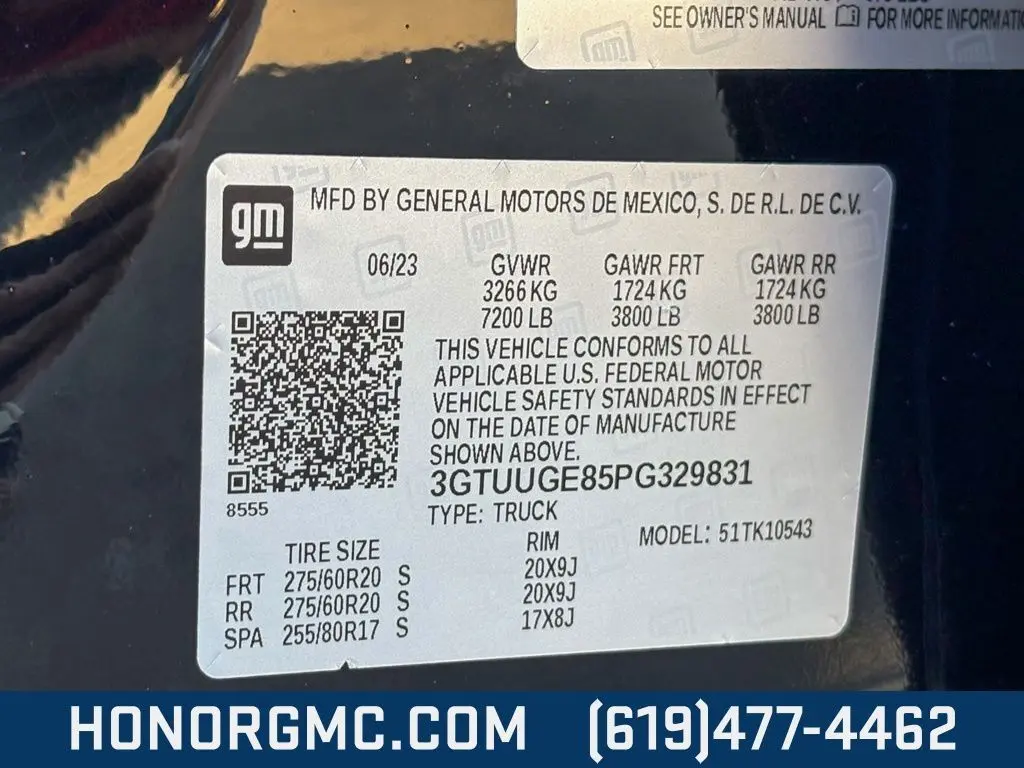 SEE OWNER'S MANUAL FOR MORE INFORMATIO
gm
MFD BY GENERAL MOTORS DE MEXICO, S. DE R.L. DE C.V.
06/23 GVWR GAWR FRT GAWR RR
3266 KG 1724 KG 1724 KG
7200 LB 3800 LB 3800 LB
THIS VEHICLE CONFORMS TO ALL
APPLICABLE U.S. FEDERAL MOTOR
VEHICLE SAFETY STANDARDS IN EFFECT
ON THE DATE OF MANUFACTURE
SHOWN ABOVE.
3GTUUGE85PG329831
8555
TYPE: TRUCK
MODEL: 51TK10543
TIRE SIZE RIM
FRT 275/60R20 S 20X9J
RR 275/60R20 S 20X9J
SPA 255/80R17 S 17X8J
HONORGMC.COM (619)477-4462